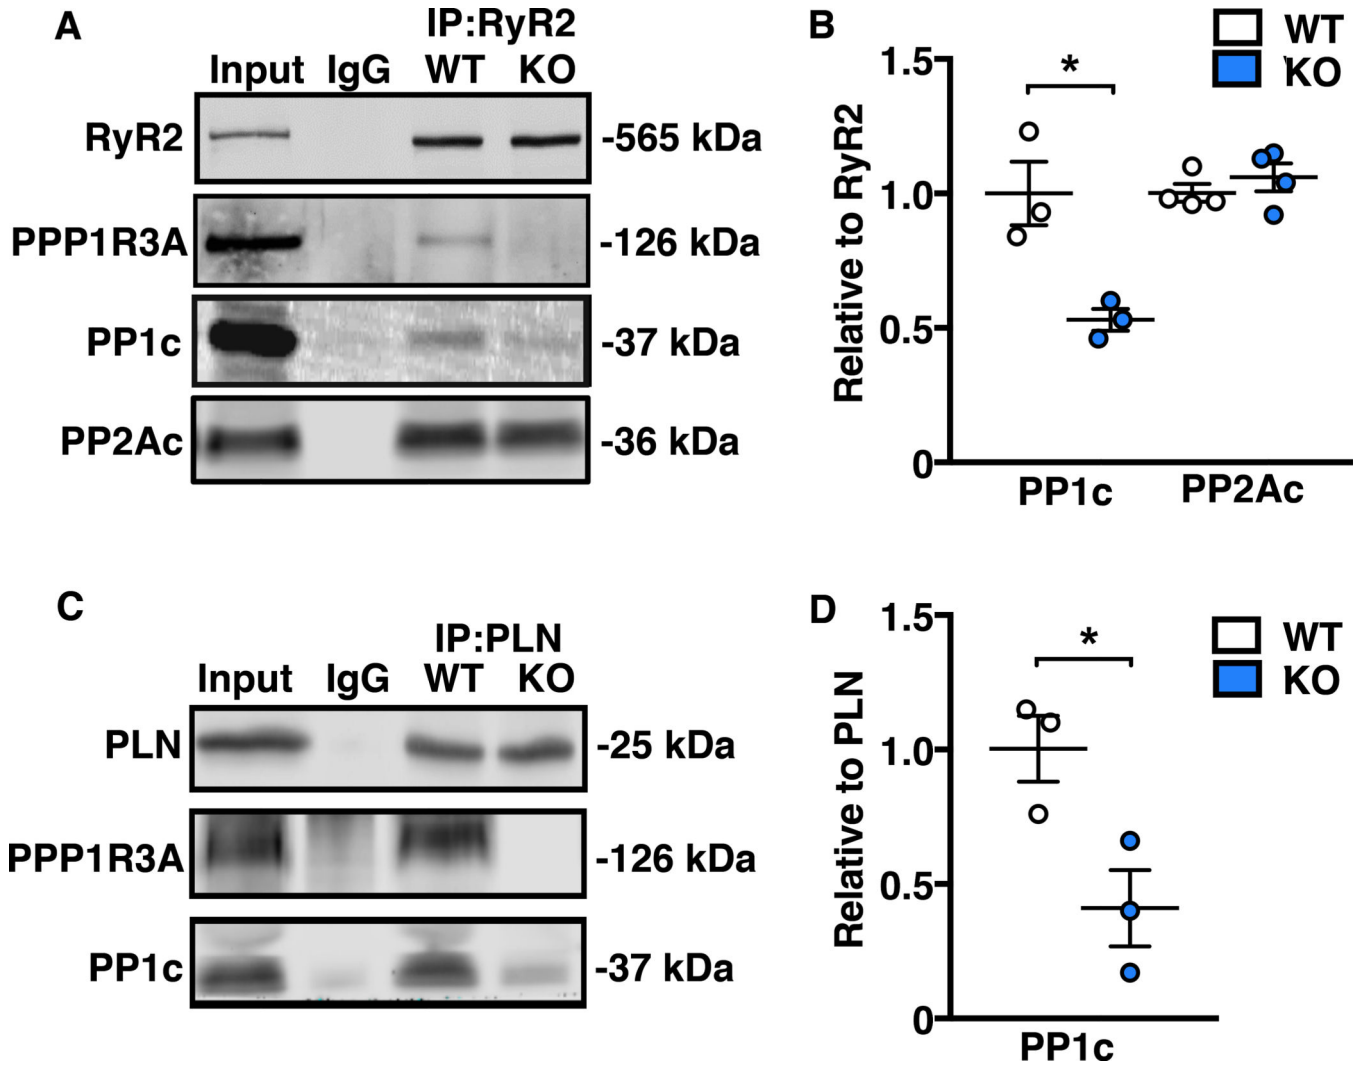 A
IP:RyR2
Input IgG WT KO
RyR2 -565 kDa
PPP1R3A -126 kDa
PP1c -37 kDa
PP2Ac -36 kDa
B
WT
KO
*
Relative to RyR2
1.5
1.0
0.5
0
PP1c PP2Ac
C
IP:PLN
Input IgG WT KO
PLN -25 kDa
PPP1R3A -126 kDa
PP1c -37 kDa
D
WT
KO
*
Relative to PLN
1.5
1.0
0.5
0
PP1c